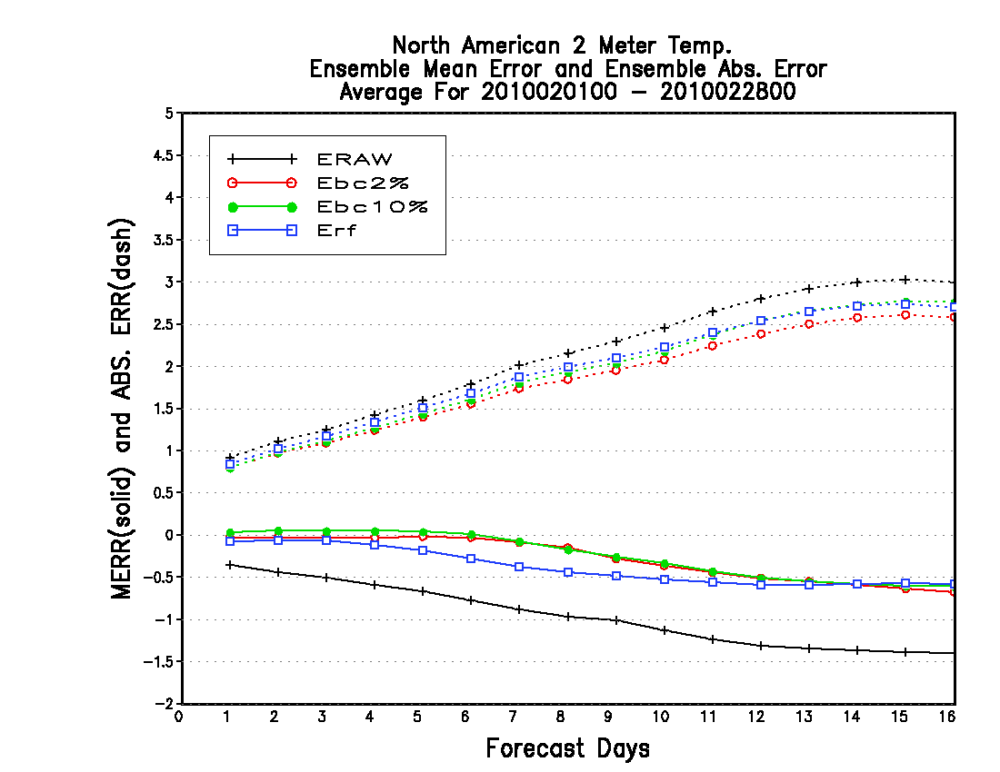 North American 2 Meter Temp.
Ensemble Mean Error and Ensemble Abs. Error
Average For 2010020100 – 2010022800
MERR(solid) and ABS. ERR(dash)
5
4.5
4
3.5
3
2.5
2
1.5
1
0.5
0
−0.5
−1
−1.5
−2
ERAW
Ebc2%
Ebc10%
Erf
0 1 2 3 4 5 6 7 8 9 10 11 12 13 14 15 16
Forecast Days